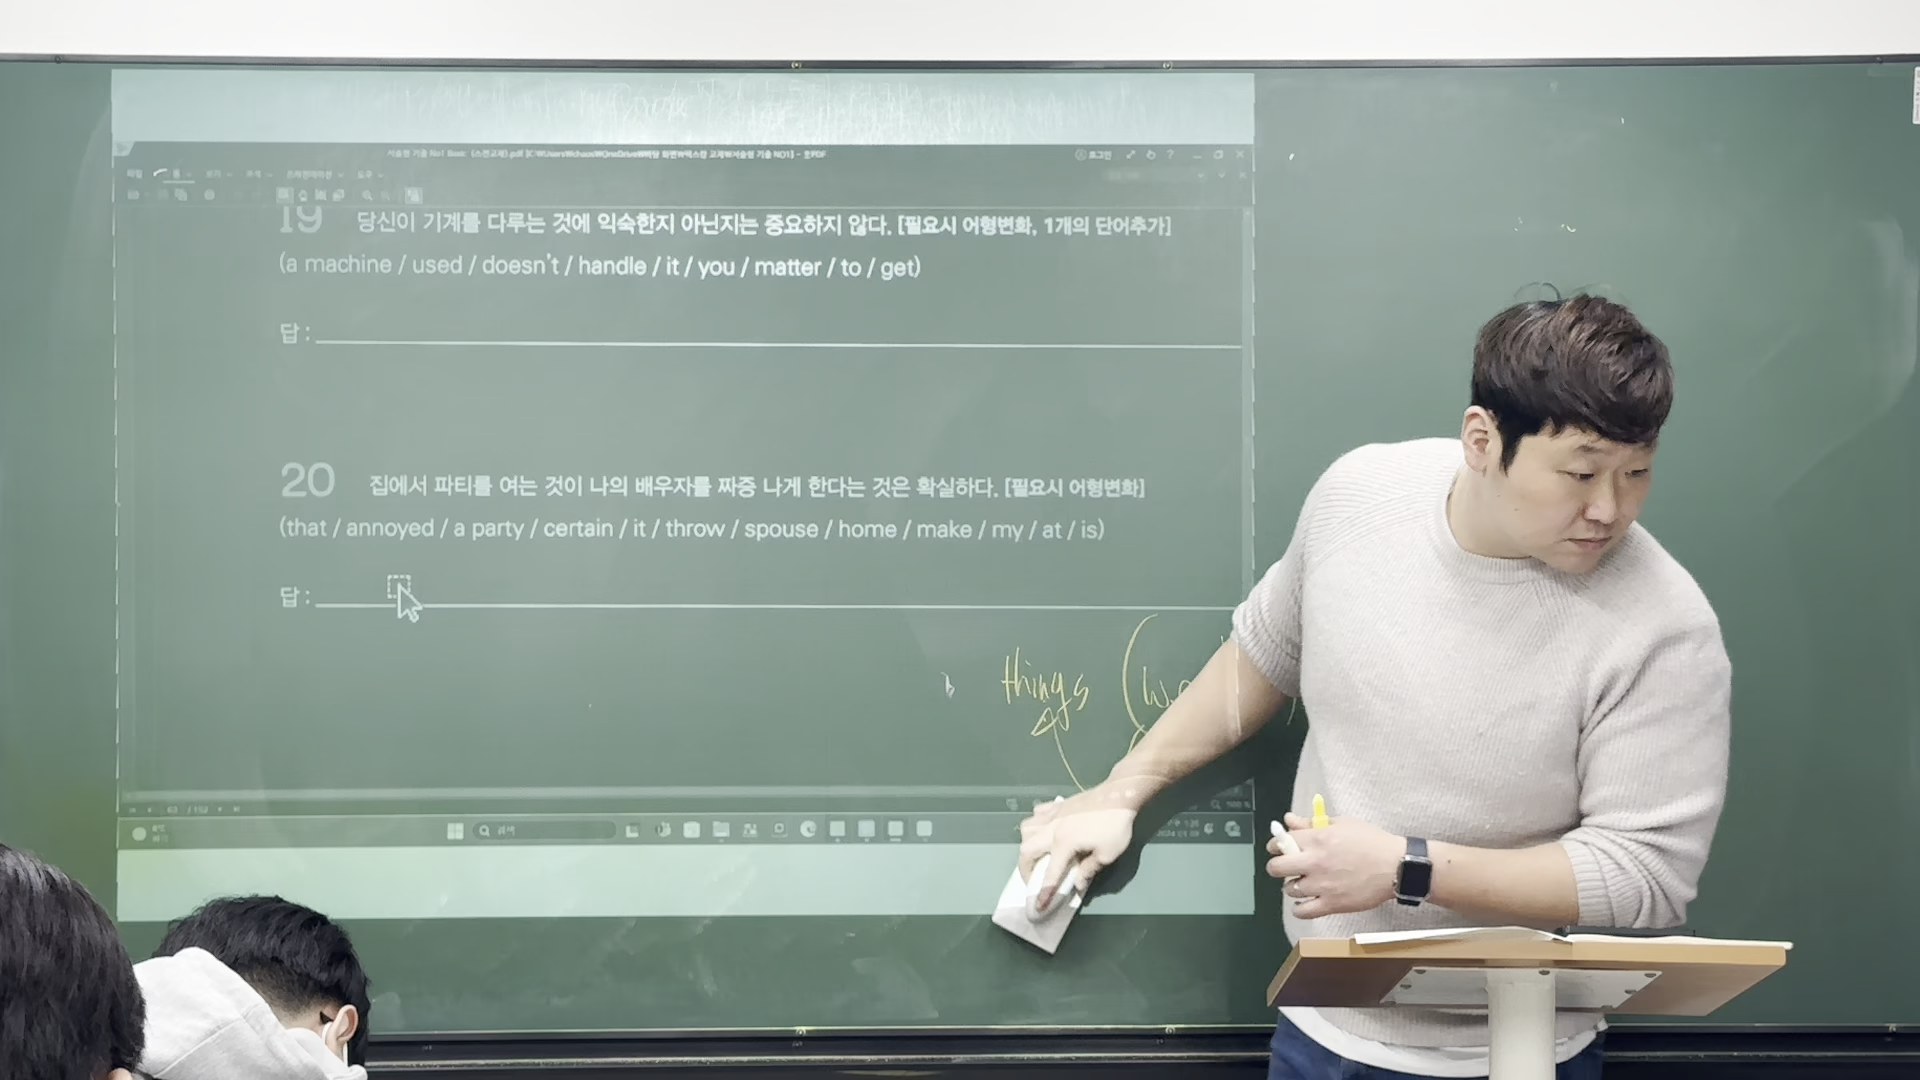 19 당신이 기계를 다루는 것에 익숙한지 아닌지는 중요하지 않다. [필요시 어형변화, 1개의 단어추가]
(a machine / used / doesn't / handle / it / you / matter / to / get)
답 :
20 집에서 파티를 여는 것이 나의 배우자를 짜증 나게 한다는 것은 확실하다. [필요시 어형변화]
(that / annoyed / a party / certain / it / throw / spouse / home / make / my / at / is)
답 :
things
검색